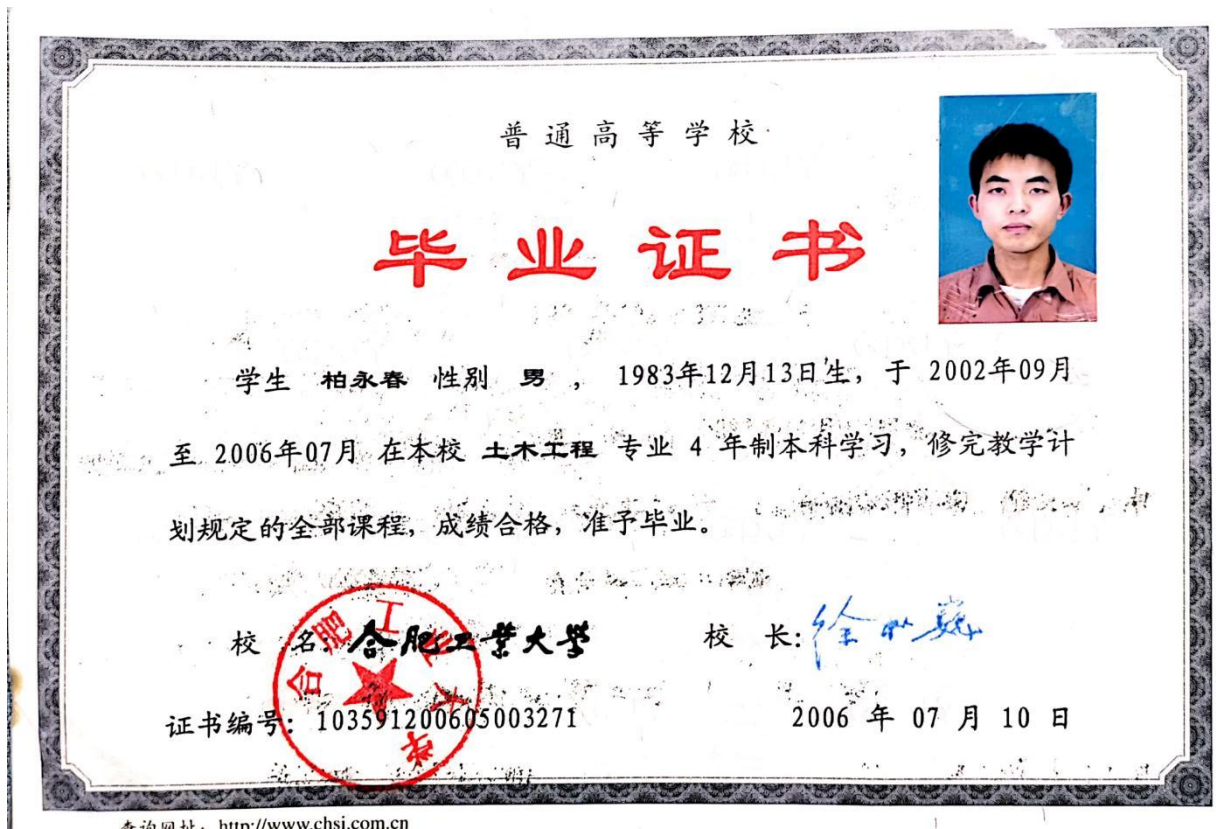 普通高等学校
毕业证书
学生 柏永春 性别 男 , 1983年12月13日生, 于 2002年09月
至 2006年07月 在本校 土木工程 专业 4 年制本科学习, 修完教学计
划规定的全部课程, 成绩合格, 准予毕业。
校 名: 合肥工业大学 校 长:
合肥工业大学
证书编号: 103591200605003271 2006 年 07 月 10 日
查询网址: http://www.chsi.com.cn